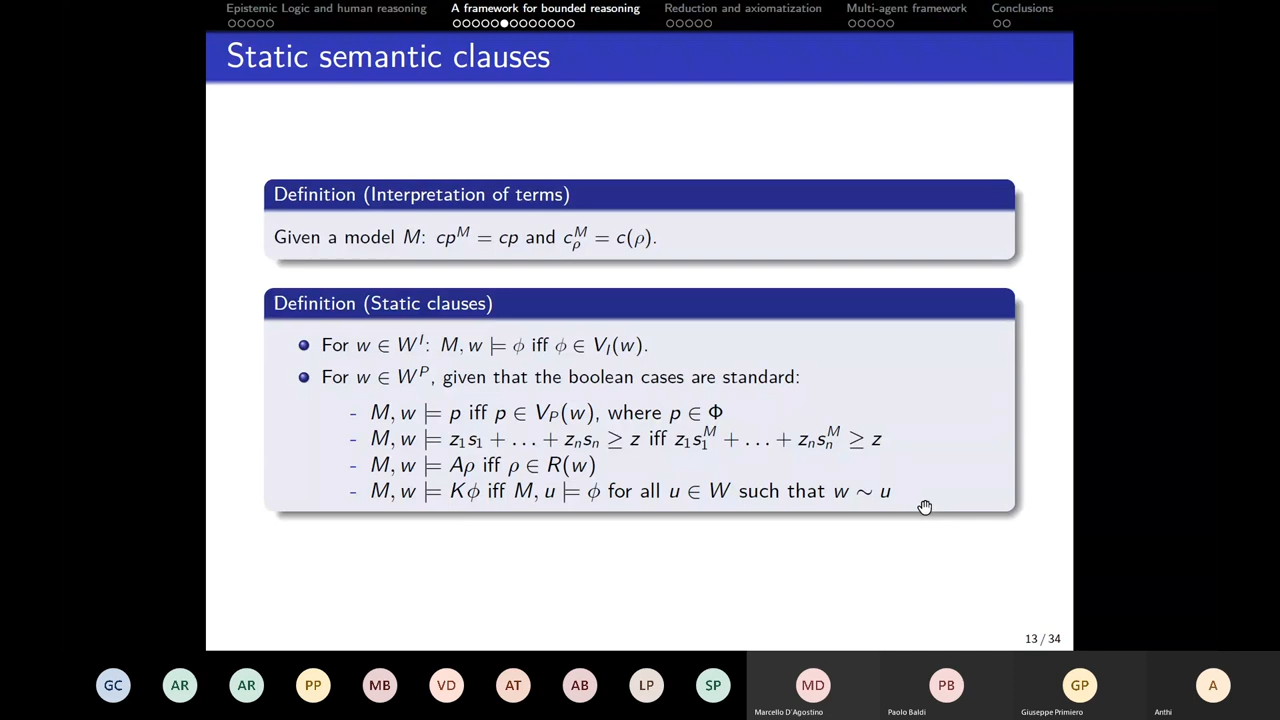 Epistemic Logic and human reasoning A framework for bounded reasoning Reduction and axiomatization Multi-agent framework Conclusions
Static semantic clauses
Definition (Interpretation of terms)
Given a model M: cp^M = cp and c_ρ^M = c(ρ).
Definition (Static clauses)
For w ∈ W^I: M, w ⊨ ϕ iff ϕ ∈ V_I(w).
For w ∈ W^P, given that the boolean cases are standard:
- M, w ⊨ p iff p ∈ V_P(w), where p ∈ Φ
- M, w ⊨ z_1s_1 + … + z_ns_n ≥ z iff z_1s_1^M + … + z_ns_n^M ≥ z
- M, w ⊨ Aρ iff ρ ∈ R(w)
- M, w ⊨ Kϕ iff M, u ⊨ ϕ for all u ∈ W such that w ∼ u
13 / 34
GC AR AR PP MB VD AT AB LP SP MD PB GP A
Marcello D'Agostino Paolo Baldi Giuseppe Primiero Anthi